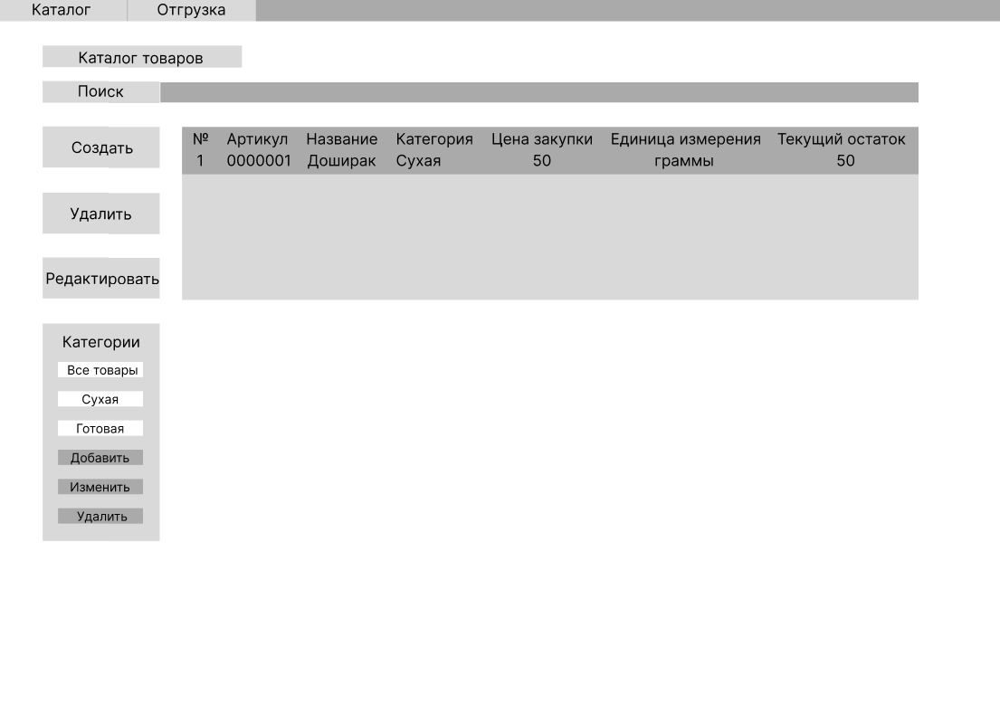 Каталог Отгрузка
Каталог товаров
Поиск
Создать
Удалить
Редактировать
№ Артикул Название Категория Цена закупки Единица измерения Текущий остаток
1 0000001 Доширак Сухая 50 граммы 50
Категории
Все товары
Сухая
Готовая
Добавить
Изменить
Удалить